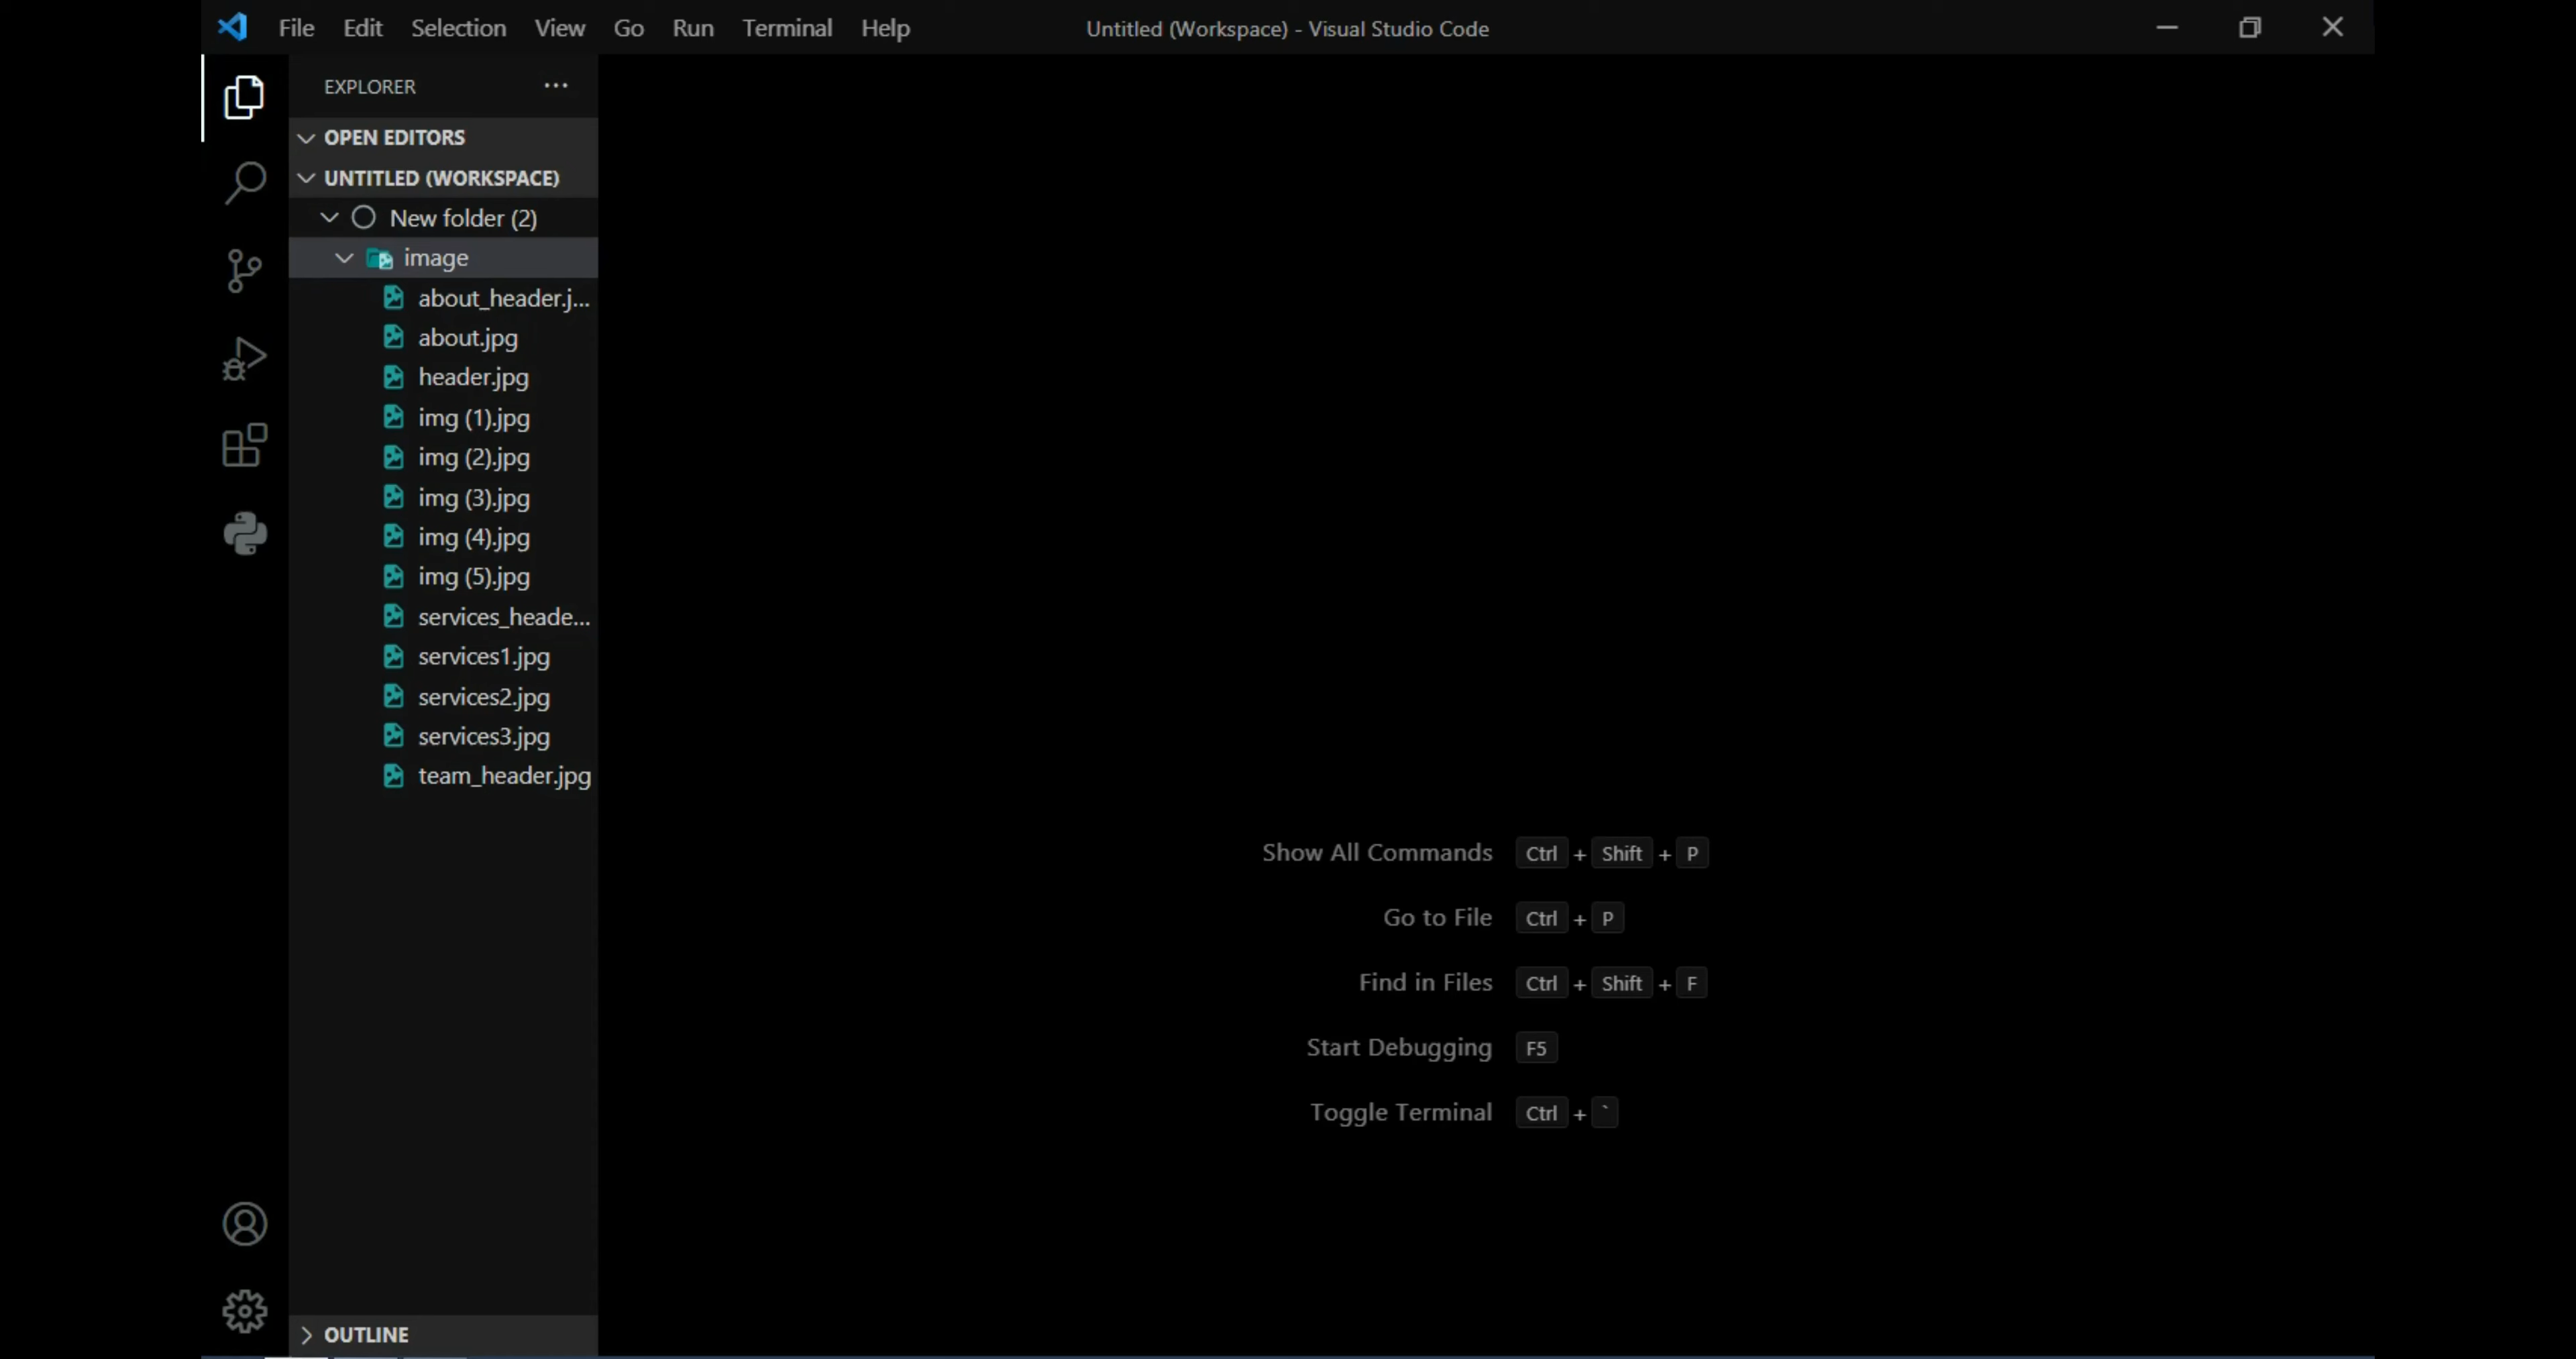 File Edit Selection View Go Run Terminal Help Untitled (Workspace) - Visual Studio Code
EXPLORER ...
OPEN EDITORS
UNTITLED (WORKSPACE)
New folder (2)
image
about_header.j...
about.jpg
header.jpg
img (1).jpg
img (2).jpg
img (3).jpg
img (4).jpg
img (5).jpg
services_heade...
services1.jpg
services2.jpg
services3.jpg
team_header.jpg
Show All Commands Ctrl + Shift + P
Go to File Ctrl + P
Find in Files Ctrl + Shift + F
Start Debugging F5
Toggle Terminal Ctrl + `
OUTLINE